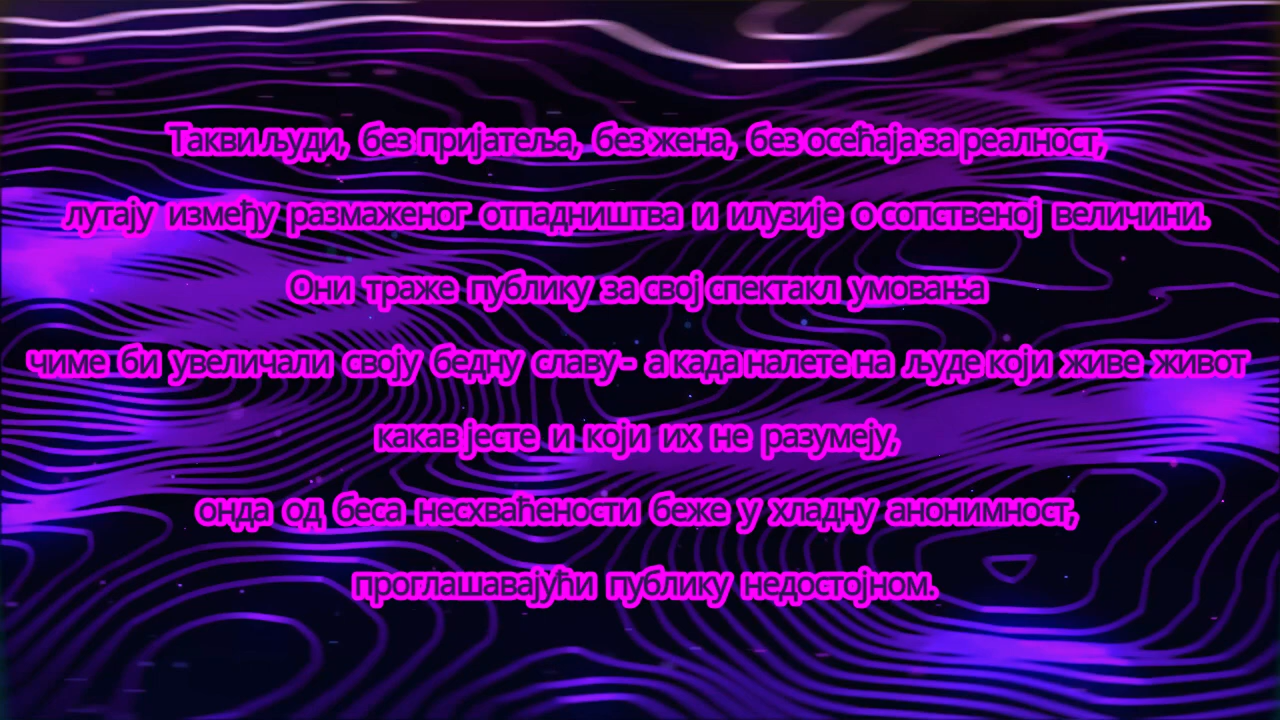 Такви људи, без пријатеља, без жена, без осећаја за реалност,
лутају између размаженог отпадништва и илузије о сопственој величини.
Они траже публику за свој спектакл умовања
чиме би увеличали своју бедну славу - а када налете на људе који живе живот
какав јесте и који их не разумеју,
онда од беса несхваћености беже у хладну анонимност,
проглашавајући публику недостојном.